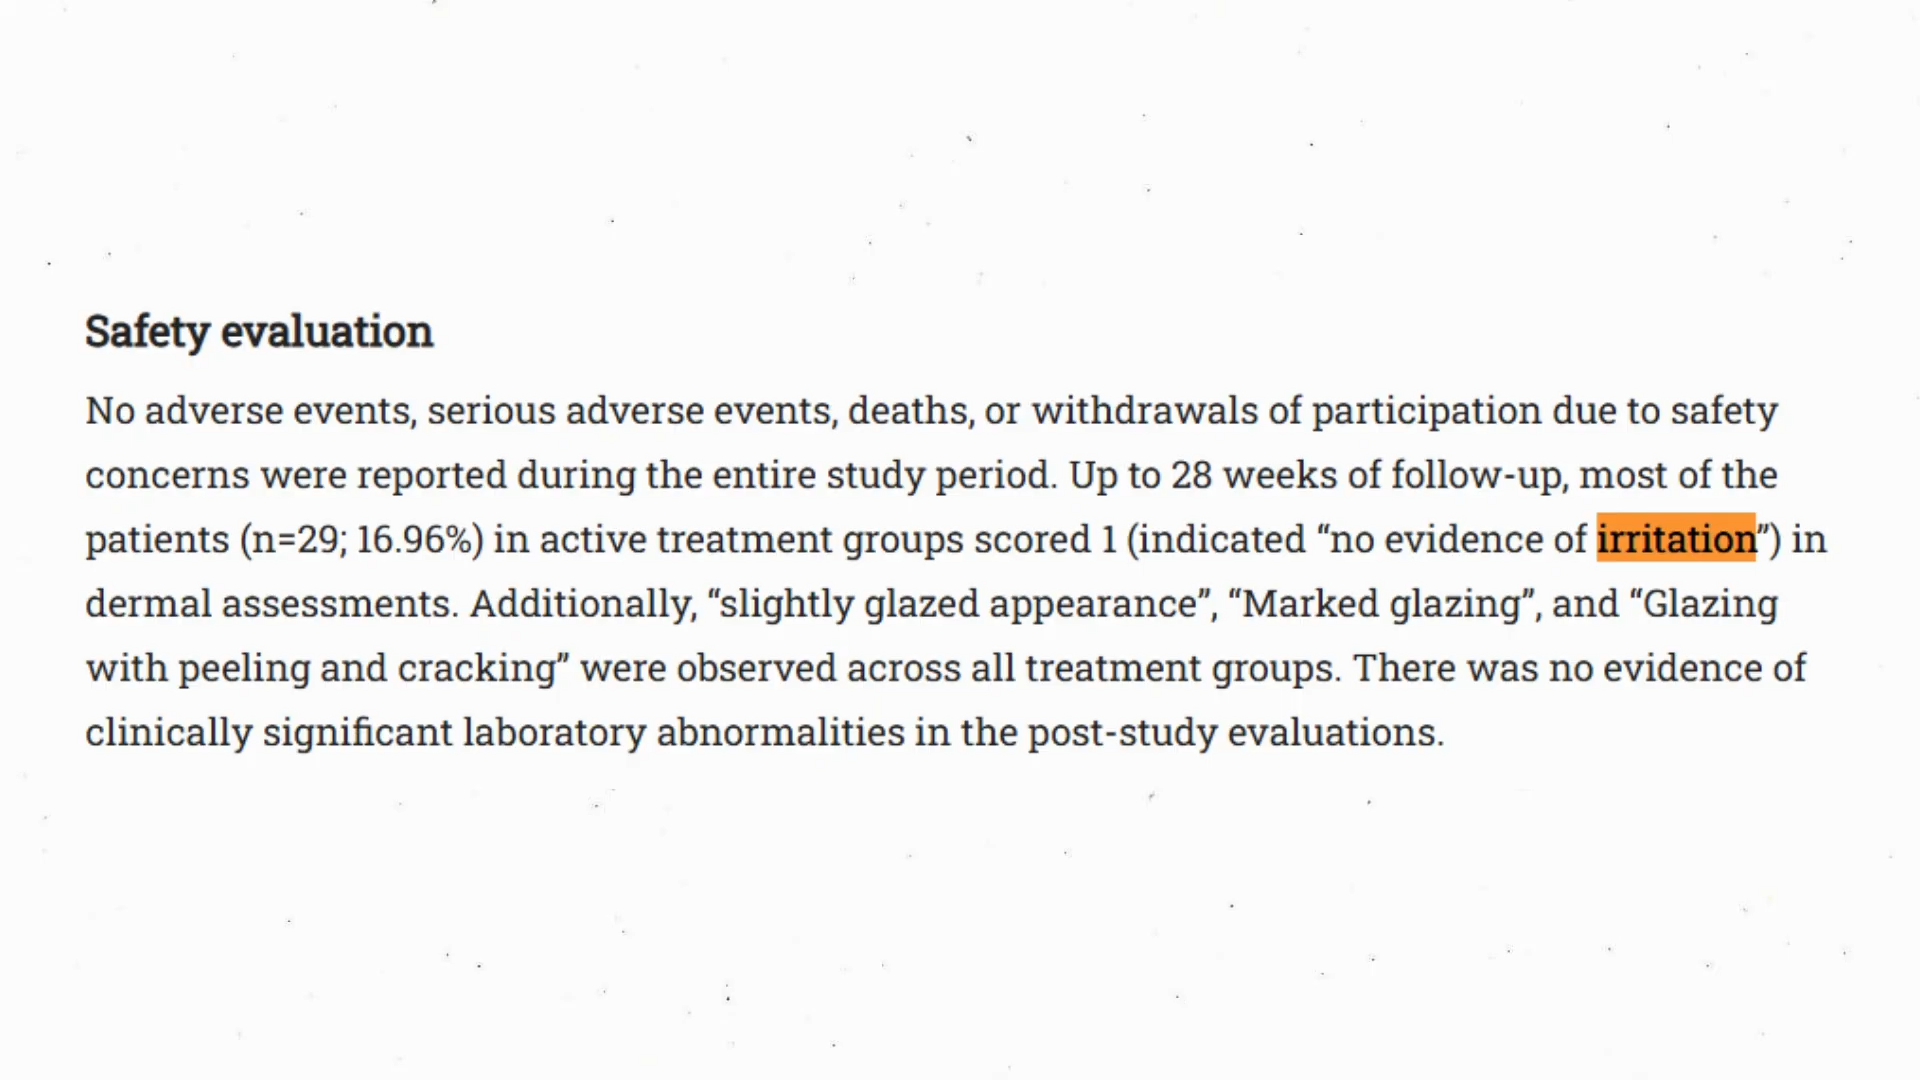 Safety evaluation
No adverse events, serious adverse events, deaths, or withdrawals of participation due to safety
concerns were reported during the entire study period. Up to 28 weeks of follow-up, most of the
patients (n=29; 16.96%) in active treatment groups scored 1 (indicated “no evidence of irritation”) in
dermal assessments. Additionally, “slightly glazed appearance”, “Marked glazing”, and “Glazing
with peeling and cracking” were observed across all treatment groups. There was no evidence of
clinically significant laboratory abnormalities in the post-study evaluations.